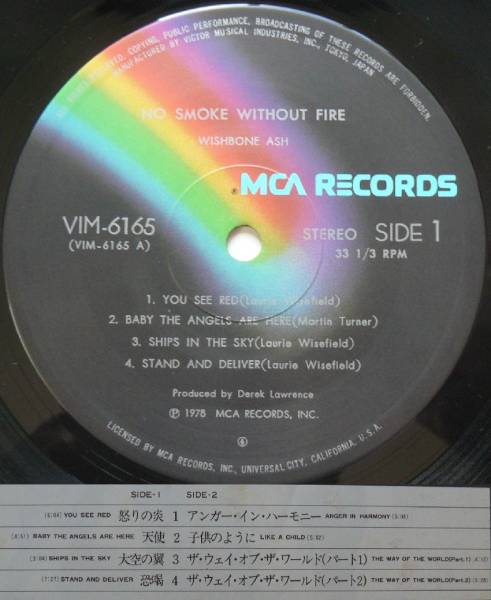 ALL RIGHTS RESERVED. COPYING, PUBLIC PERFORMANCE, BROADCASTING OF THESE RECORDS ARE FORBIDDEN.
MANUFACTURED BY VICTOR MUSICAL INDUSTRIES, INC., TOKYO, JAPAN
NO SMOKE WITHOUT FIRE
WISHBONE ASH
MCA RECORDS
VIM-6165
(VIM-6165 A)
STEREO SIDE 1
33 1/3 RPM
1. YOU SEE RED(Laurie Wisefield)
2. BABY THE ANGELS ARE HERE(Martin Turner)
3. SHIPS IN THE SKY(Laurie Wisefield)
4. STAND AND DELIVER(Laurie Wisefield)
Produced by Derek Lawrence
Ⓟ 1978 MCA RECORDS, INC.
LICENSED BY MCA RECORDS, INC., UNIVERSAL CITY, CALIFORNIA, U.S.A.
SIDE-1 SIDE-2
YOU SEE RED 怒りの炎 1 アンガー・イン・ハーモニー ANGER IN HARMONY
BABY THE ANGELS ARE HERE 天使 2 子供のように LIKE A CHILD
SHIPS IN THE SKY 大空の翼 3 ザ・ウェイ・オブ・ザ・ワールド(パート1) THE WAY OF THE WORLD(Part.1)
STAND AND DELIVER 恐喝 4 ザ・ウェイ・オブ・ザ・ワールド(パート2) THE WAY OF THE WORLD(Part.2)